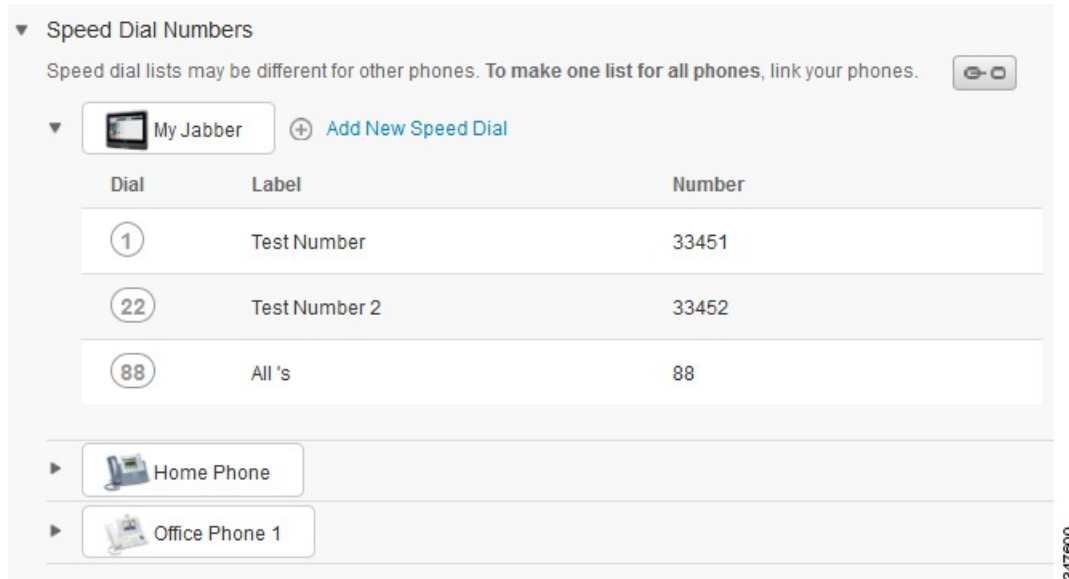 Speed Dial Numbers
Speed dial lists may be different for other phones. To make one list for all phones, link your phones.
My Jabber Add New Speed Dial
Dial Label Number
1 Test Number 33451
22 Test Number 2 33452
88 All 's 88
Home Phone
Office Phone 1